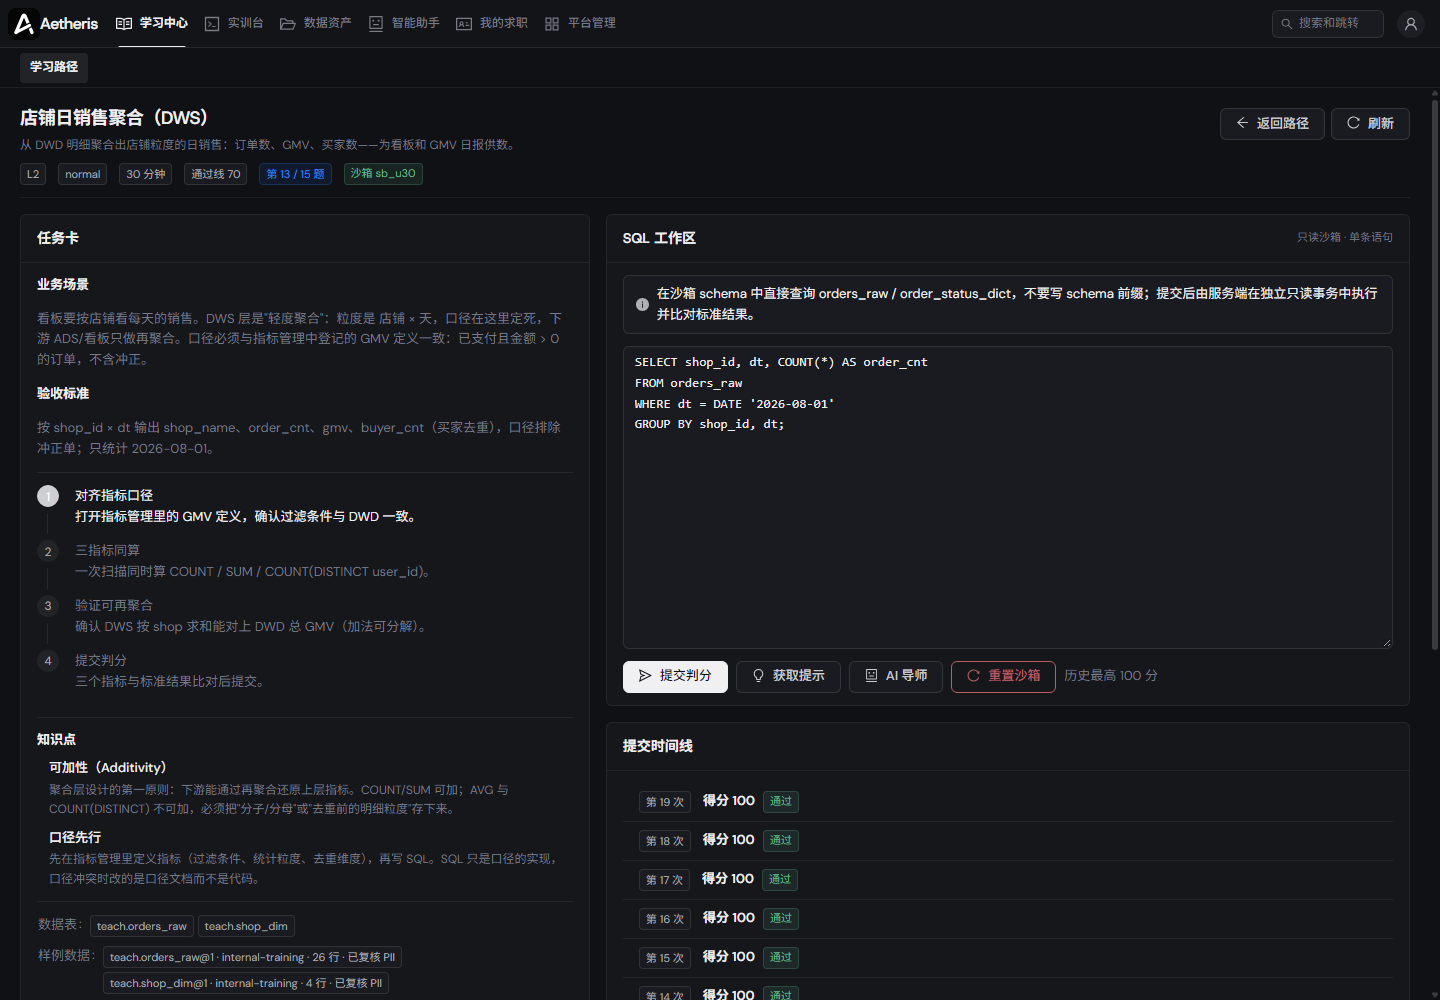 Aetheris 学习中心 实训台 数据资产 智能助手 我的求职 平台管理 搜索和跳转
学习路径
店铺日销售聚合（DWS）
返回路径 刷新
从 DWD 明细聚合出店铺粒度的日销售：订单数、GMV、买家数——为看板和 GMV 日报供数。
L2 normal 30 分钟 通过线 70 第 13 / 15 题 沙箱 sb_u30
任务卡
业务场景
看板要按店铺看每天的销售。DWS 层是"轻度聚合"：粒度是 店铺 × 天，口径在这里定死，下
游 ADS/看板只做再聚合。口径必须与指标管理中登记的 GMV 定义一致：已支付且金额 > 0
的订单，不含冲正。
验收标准
按 shop_id × dt 输出 shop_name、order_cnt、gmv、buyer_cnt（买家去重），口径排除
冲正单；只统计 2026-08-01。
1 对齐指标口径
打开指标管理里的 GMV 定义，确认过滤条件与 DWD 一致。
2 三指标同算
一次扫描同时算 COUNT / SUM / COUNT(DISTINCT user_id)。
3 验证可再聚合
确认 DWS 按 shop 求和能对上 DWD 总 GMV（加法可分解）。
4 提交判分
三个指标与标准结果比对后提交。
知识点
可加性（Additivity）
聚合层设计的第一原则：下游能通过再聚合还原上层指标。COUNT/SUM 可加；AVG 与
COUNT(DISTINCT) 不可加，必须把"分子/分母"或"去重前的明细粒度"存下来。
口径先行
先在指标管理里定义指标（过滤条件、统计粒度、去重维度），再写 SQL。SQL 只是口径的实现，
口径冲突时改的是口径文档而不是代码。
数据表： teach.orders_raw teach.shop_dim
样例数据： teach.orders_raw@1 · internal-training · 26 行 · 已复核 PII
teach.shop_dim@1 · internal-training · 4 行 · 已复核 PII
SQL 工作区 只读沙箱 · 单条语句
在沙箱 schema 中直接查询 orders_raw / order_status_dict，不要写 schema 前缀；提交后由服务端在独立只读事务中执行
并比对标准结果。
SELECT shop_id, dt, COUNT(*) AS order_cnt
FROM orders_raw
WHERE dt = DATE '2026-08-01'
GROUP BY shop_id, dt;
提交判分 获取提示 AI 导师 重置沙箱 历史最高 100 分
提交时间线
第 19 次 得分 100 通过
第 18 次 得分 100 通过
第 17 次 得分 100 通过
第 16 次 得分 100 通过
第 15 次 得分 100 通过
第 14 次 得分 100 通过